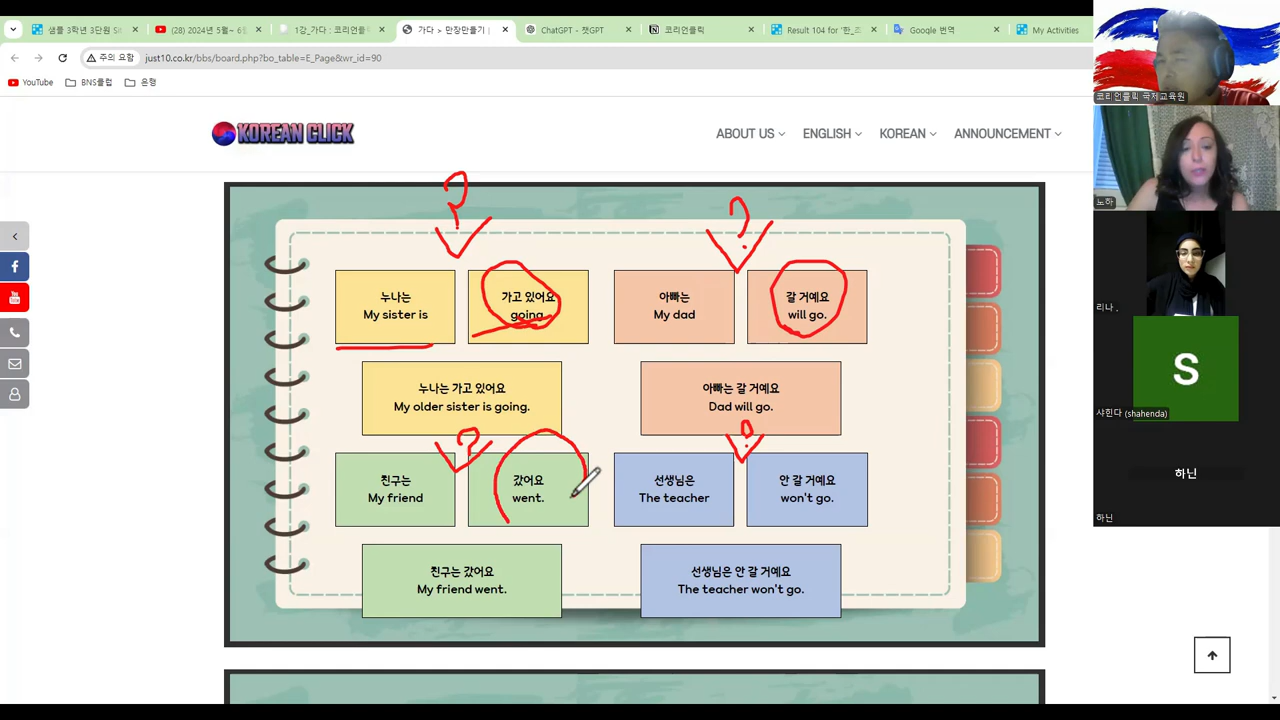 샘플 3학년 3단원 Sit
(28) 2024년 5월~ 6월
1강_가다 : 코리언클릭
가다 > 만장만들기 |
ChatGPT - 챗GPT
코리언클릭
Result 104 for '한_조
Google 번역
My Activities
주의 요함
just10.co.kr/bbs/board.php?bo_table=E_Page&wr_id=90
YouTube
BNS클럽
은행
KOREAN CLICK
ABOUT US
ENGLISH
KOREAN
ANNOUNCEMENT
누나는
My sister is
가고 있어요
going.
아빠는
My dad
갈 거예요
will go.
누나는 가고 있어요
My older sister is going.
아빠는 갈 거예요
Dad will go.
친구는
My friend
갔어요
went.
선생님은
The teacher
안 갈 거예요
won't go.
친구는 갔어요
My friend went.
선생님은 안 갈 거예요
The teacher won't go.
코리언클릭 국제교육원
노하
리나 ,
S
샤힌다 (shahenda)
하닌
하닌